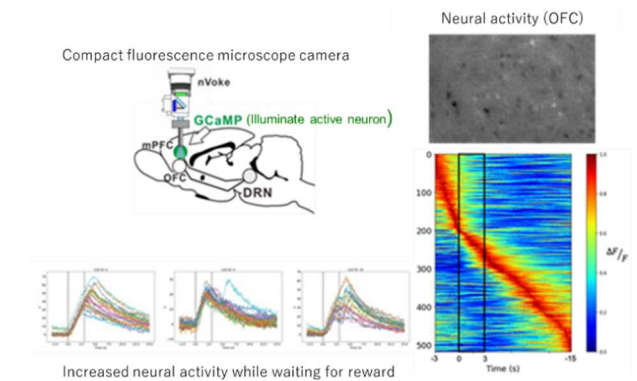 Neural activity (OFC)
Compact fluorescence microscope camera
nVoke
GCaMP (Illuminate active neuron)
mPFC
OFC
DRN
0
100
200
300
400
500
-3 0 3 -15
Time (s)
1.0
0.8
0.6
0.4
0.2
0.0
ΔF/F
Increased neural activity while waiting for reward